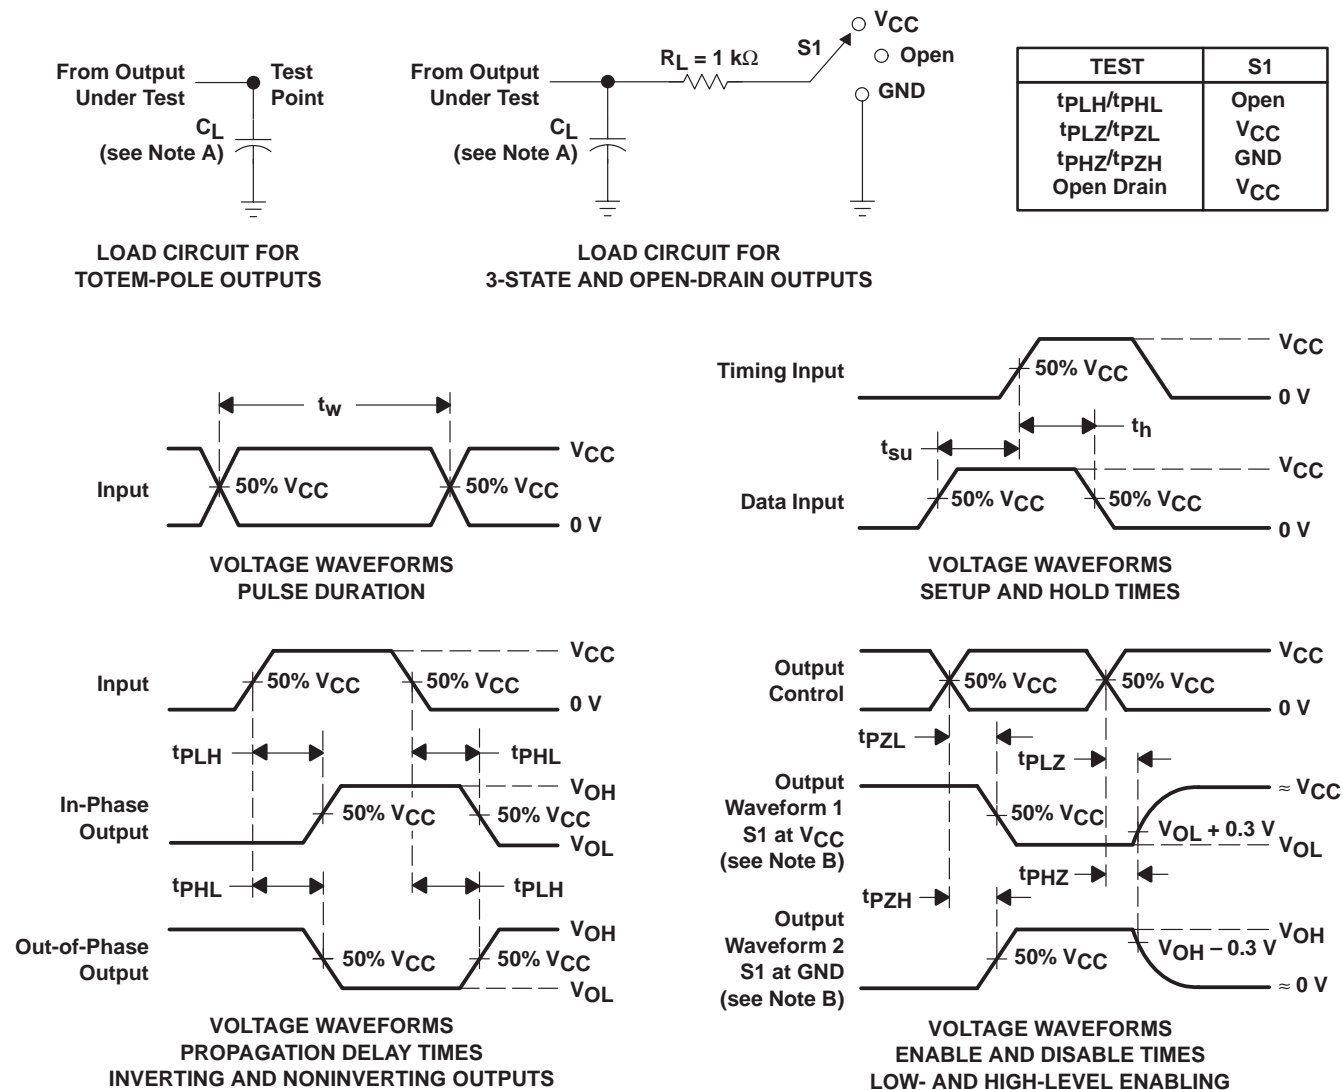 From Output
Under Test
Test
Point
CL
(see Note A)
LOAD CIRCUIT FOR
TOTEM-POLE OUTPUTS
From Output
Under Test
CL
(see Note A)
RL = 1 kΩ
S1
VCC
Open
GND
LOAD CIRCUIT FOR
3-STATE AND OPEN-DRAIN OUTPUTS
TEST S1
tPLH/tPHL Open
tPLZ/tPZL VCC
tPHZ/tPZH GND
Open Drain VCC
tw
Input
50% VCC
50% VCC
VCC
0 V
VOLTAGE WAVEFORMS
PULSE DURATION
Timing Input
50% VCC
VCC
0 V
tsu
th
Data Input
50% VCC
50% VCC
VCC
0 V
VOLTAGE WAVEFORMS
SETUP AND HOLD TIMES
Input
50% VCC
50% VCC
VCC
0 V
tPLH
tPHL
In-Phase
Output
50% VCC
50% VCC
VOH
VOL
tPHL
tPLH
Out-of-Phase
Output
50% VCC
50% VCC
VOH
VOL
VOLTAGE WAVEFORMS
PROPAGATION DELAY TIMES
INVERTING AND NONINVERTING OUTPUTS
Output
Control
50% VCC
50% VCC
VCC
0 V
tPZL
tPLZ
Output
Waveform 1
S1 at VCC
(see Note B)
50% VCC
VOL + 0.3 V
≈ VCC
VOL
tPZH
tPHZ
Output
Waveform 2
S1 at GND
(see Note B)
50% VCC
VOH − 0.3 V
VOH
≈ 0 V
VOLTAGE WAVEFORMS
ENABLE AND DISABLE TIMES
LOW- AND HIGH-LEVEL ENABLING